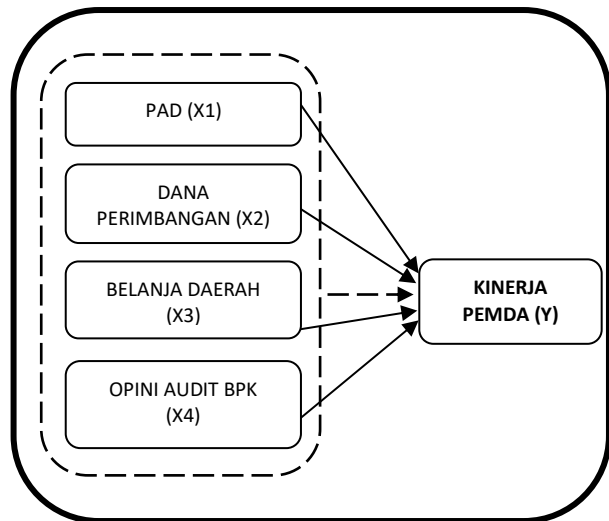 PAD (X1)
DANA
PERIMBANGAN (X2)
BELANJA DAERAH
(X3)
OPINI AUDIT BPK
(X4)
KINERJA
PEMDA (Y)